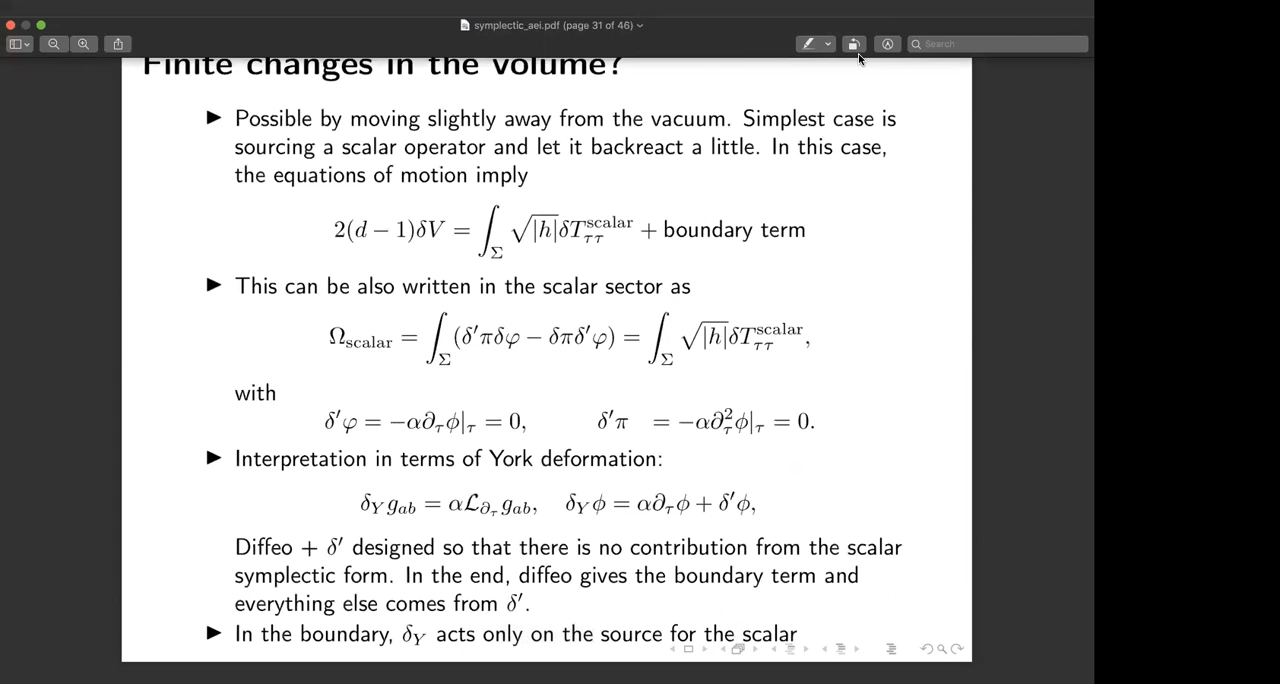 symplectic_aei.pdf (page 31 of 46)
Search
Finite changes in the volume?
▶ Possible by moving slightly away from the vacuum. Simplest case is
sourcing a scalar operator and let it backreact a little. In this case,
the equations of motion imply
2(d − 1)δV = ∫_Σ √|h| δT_ττ^scalar + boundary term
▶ This can be also written in the scalar sector as
Ω_scalar = ∫_Σ (δ′πδφ − δπδ′φ) = ∫_Σ √|h| δT_ττ^scalar,
with
δ′φ = −α∂_τϕ|_τ = 0, δ′π = −α∂_τ²ϕ|_τ = 0.
▶ Interpretation in terms of York deformation:
δ_Y g_ab = αℒ_∂τ g_ab, δ_Y ϕ = α∂_τϕ + δ′ϕ,
Diffeo + δ′ designed so that there is no contribution from the scalar
symplectic form. In the end, diffeo gives the boundary term and
everything else comes from δ′.
▶ In the boundary, δ_Y acts only on the source for the scalar